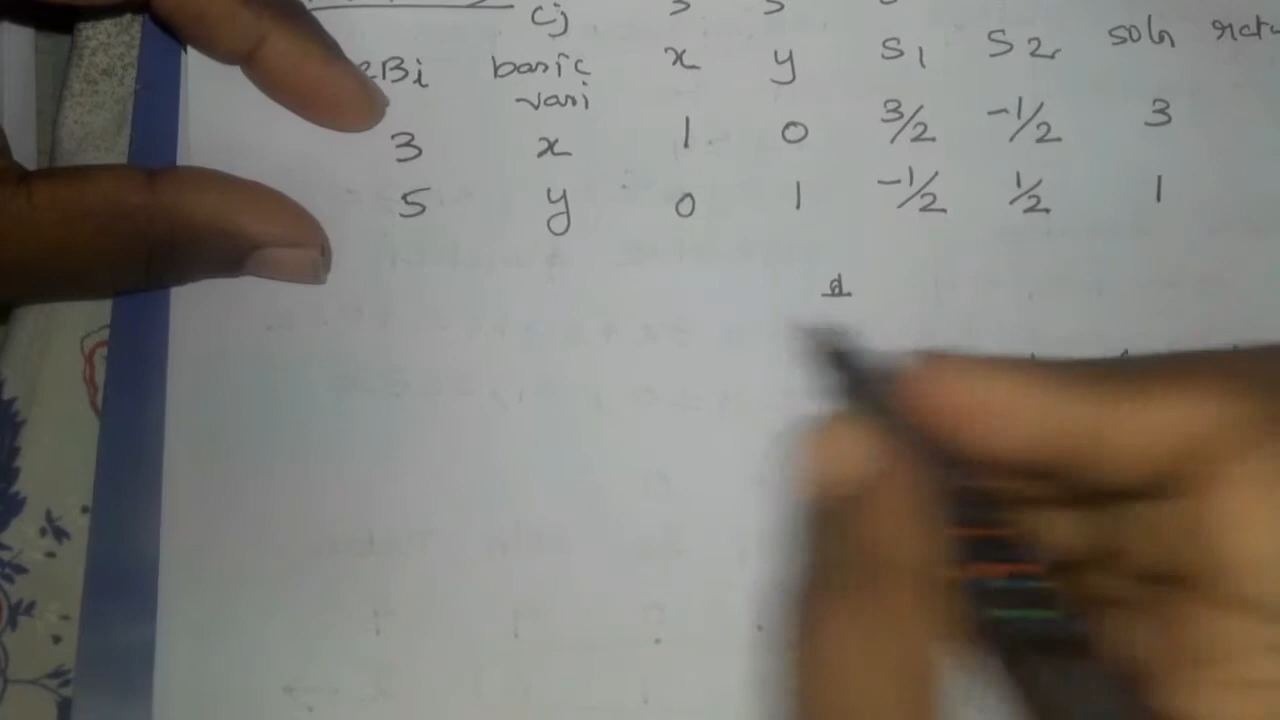 Cj
Bi basic x y S1 S2 soln
vari
3 x 1 0 3/2 -1/2 3
5 y 0 1 -1/2 1/2 1